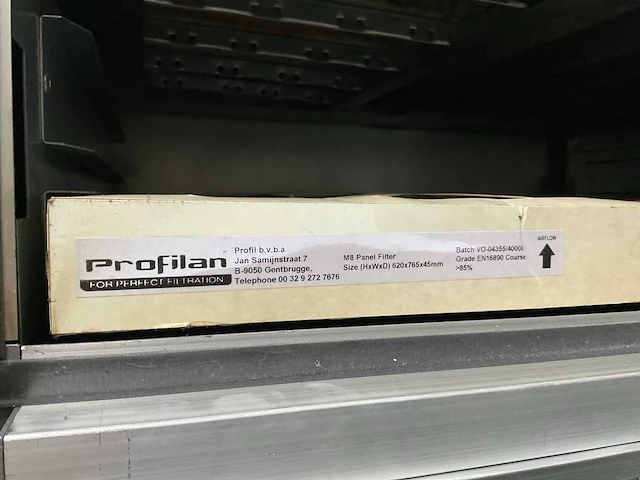 Profilan
FOR PERFECT FILTRATION
Profil b.v.b.a
Jan Samijnstraat 7
B-9050 Gentbrugge,
Telephone 00 32 9 272 7676
M8 Panel Filter
Size (HxWxD) 620x765x45mm
Batch VO-04355/4000
Grade EN16890 Coarse
>85%
AIRFLOW